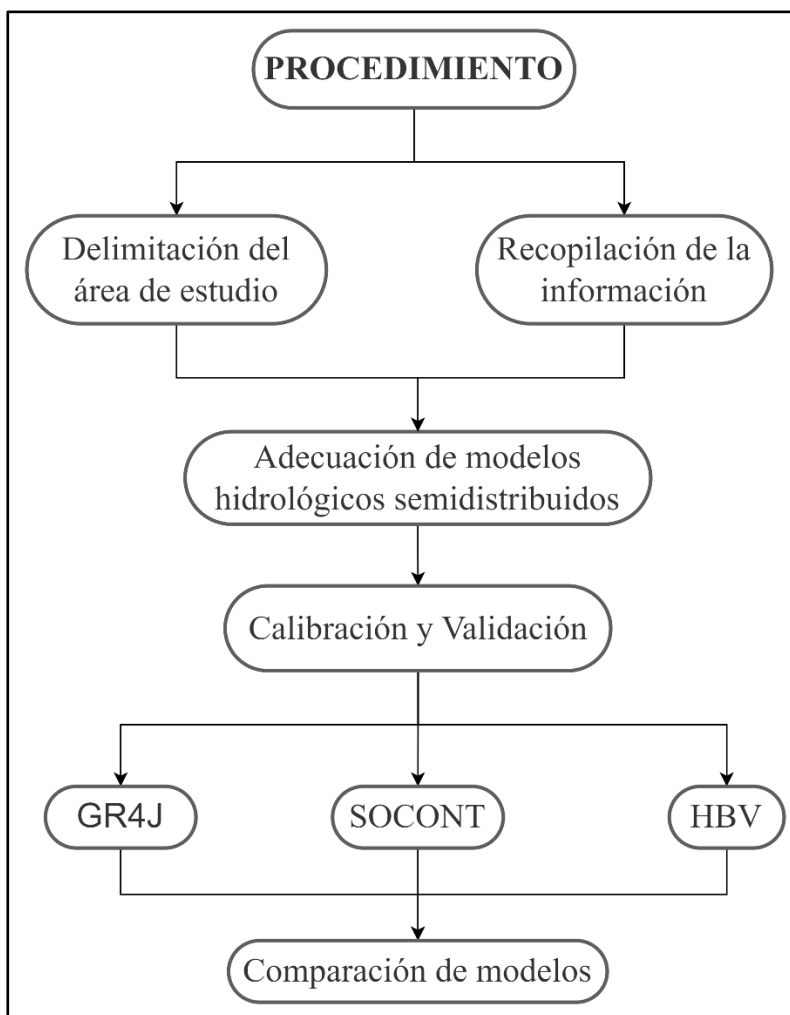 PROCEDIMIENTO
Delimitación del
área de estudio
Recopilación de la
información
Adecuación de modelos
hidrológicos semidistribuidos
Calibración y Validación
GR4J
SOCONT
HBV
Comparación de modelos